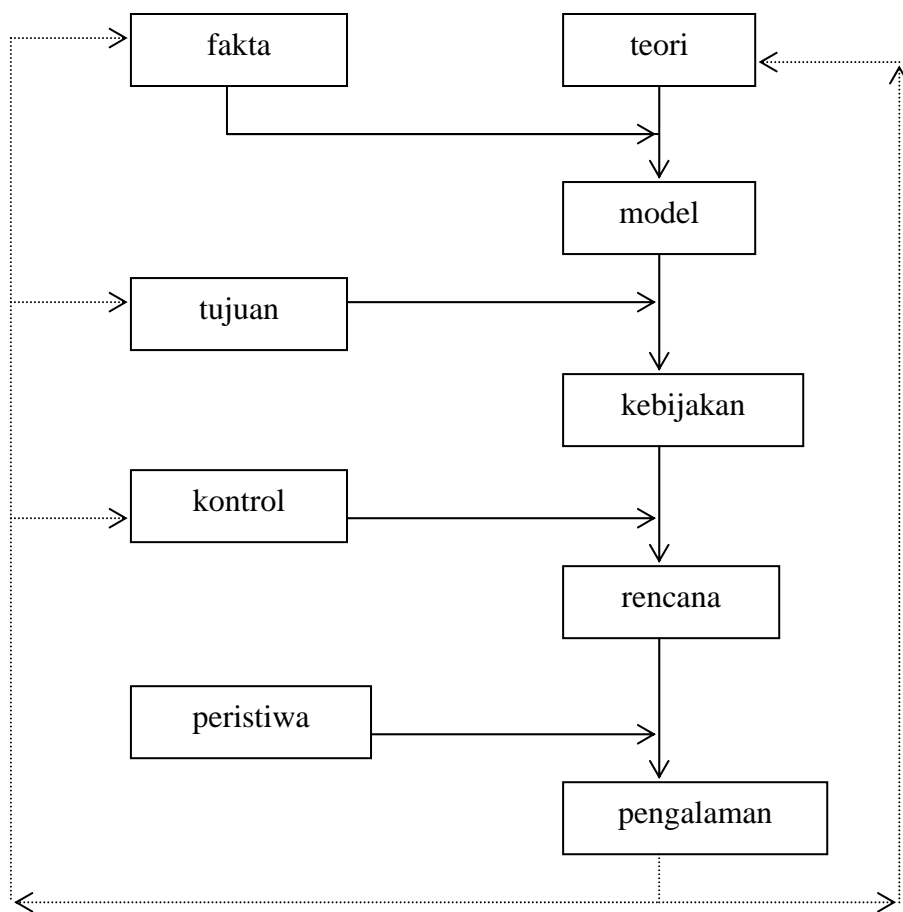 fakta
teori
model
tujuan
kebijakan
kontrol
rencana
peristiwa
pengalaman